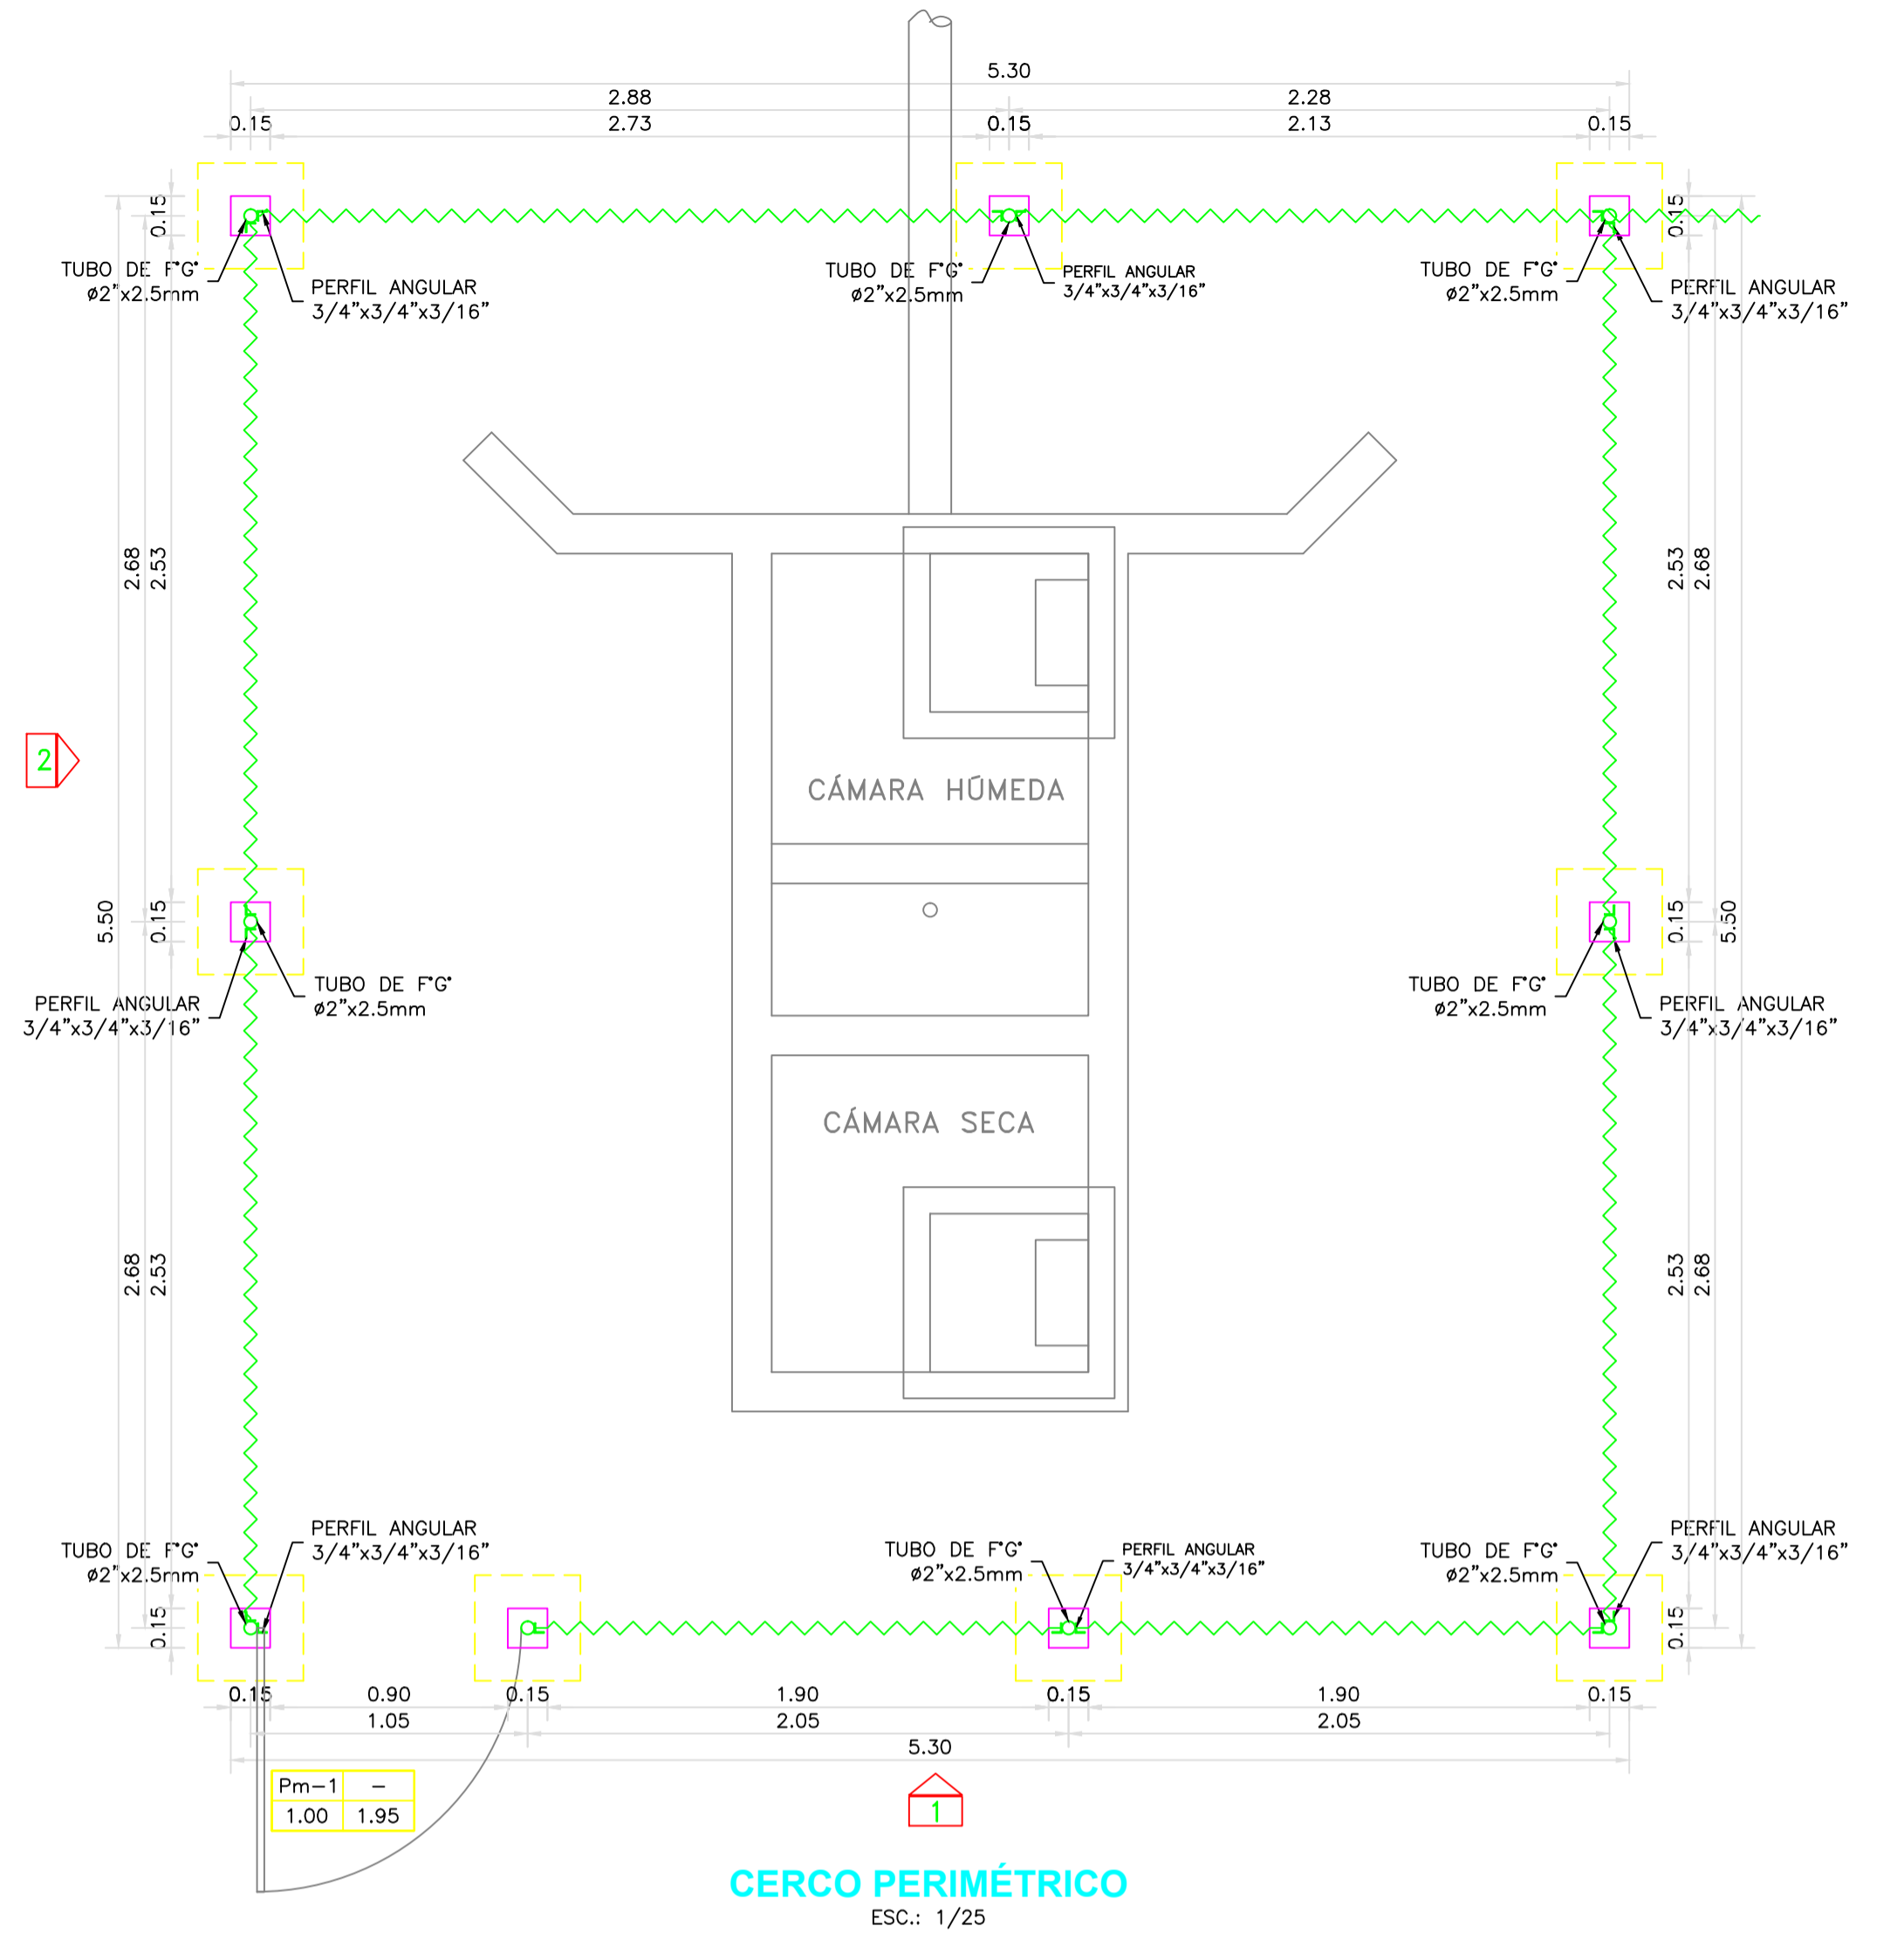 5.30
2.88
2.28
0.15
2.73
0.15
2.13
0.15
0.15
0.15
TUBO DE F°G°
ø2"x2.5mm
PERFIL ANGULAR
3/4"x3/4"x3/16"
TUBO DE F°G°
ø2"x2.5mm
PERFIL ANGULAR
3/4"x3/4"x3/16"
TUBO DE F°G°
ø2"x2.5mm
PERFIL ANGULAR
3/4"x3/4"x3/16"
2.68
2.53
2.53
2.68
2
CÁMARA HÚMEDA
5.50
0.15
0.15
5.50
TUBO DE F°G°
ø2"x2.5mm
PERFIL ANGULAR
3/4"x3/4"x3/16"
TUBO DE F°G°
ø2"x2.5mm
PERFIL ANGULAR
3/4"x3/4"x3/16"
CÁMARA SECA
2.68
2.53
2.53
2.68
PERFIL ANGULAR
3/4"x3/4"x3/16"
TUBO DE F°G°
ø2"x2.5mm
TUBO DE F°G°
ø2"x2.5mm
PERFIL ANGULAR
3/4"x3/4"x3/16"
TUBO DE F°G°
ø2"x2.5mm
PERFIL ANGULAR
3/4"x3/4"x3/16"
0.15
0.15
0.15
0.90
0.15
1.90
0.15
1.90
0.15
1.05
2.05
2.05
5.30
Pm-1 -
1.00 1.95
1
CERCO PERIMÉTRICO
ESC.: 1/25